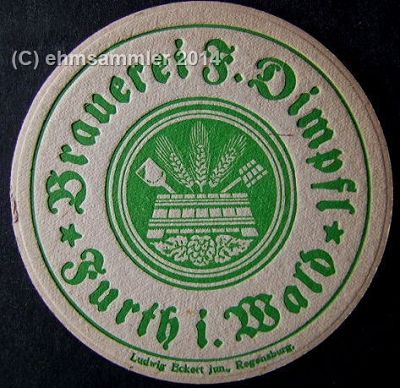 (C) ehmsammler 2014
Brauerei F. Dimpfl
Furth i. Wald
Ludwig Eckert jun., Regensburg.